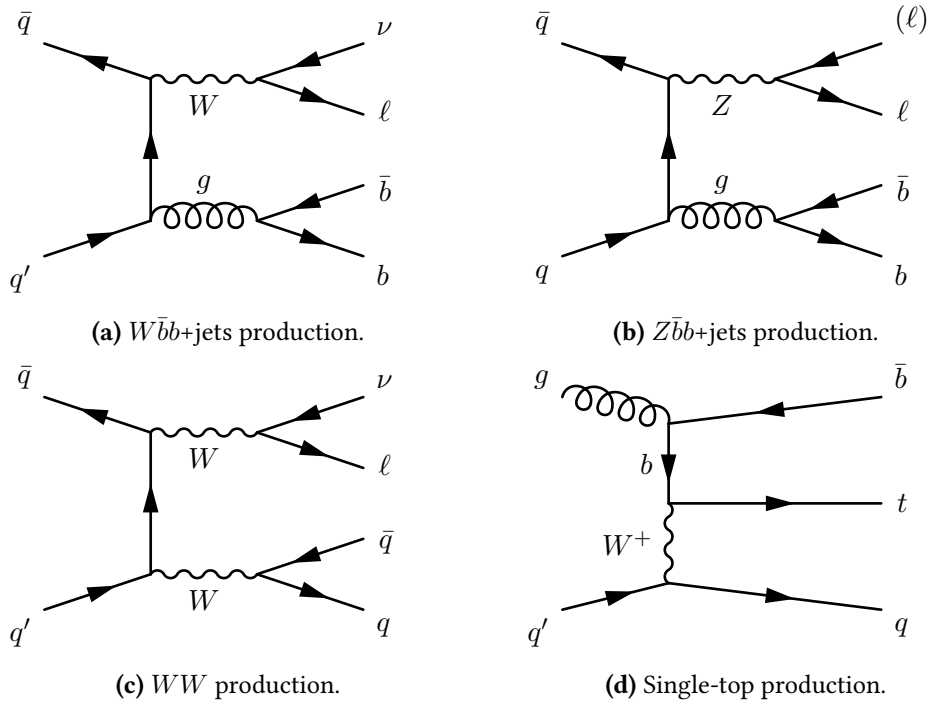 q̄
ν
W
ℓ
g
b̄
q′
b
(a) Wb̄b+jets production.
q̄
(ℓ)
Z
ℓ
g
b̄
q
b
(b) Zb̄b+jets production.
q̄
ν
W
ℓ
q̄
W
q′
q
(c) WW production.
g
b̄
b
t
W⁺
q′
q
(d) Single-top production.